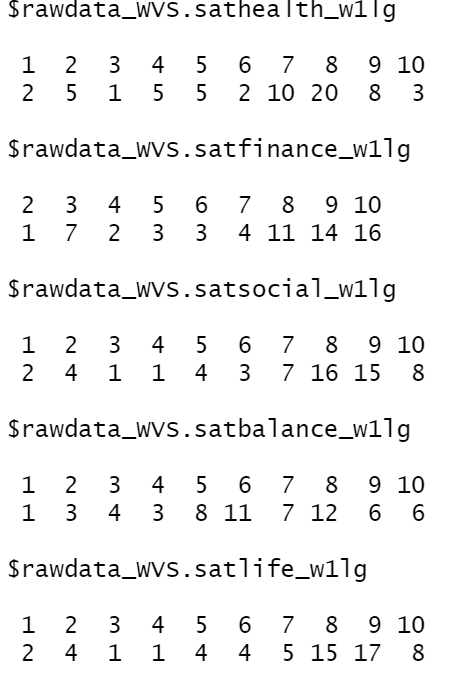 $rawdata_WVS.sathealth_w1lg
1 2 3 4 5 6 7 8 9 10
2 5 1 5 5 2 10 20 8 3
$rawdata_WVS.satfinance_w1lg
2 3 4 5 6 7 8 9 10
1 7 2 3 3 4 11 14 16
$rawdata_WVS.satsocial_w1lg
1 2 3 4 5 6 7 8 9 10
2 4 1 1 4 3 7 16 15 8
$rawdata_WVS.satbalance_w1lg
1 2 3 4 5 6 7 8 9 10
1 3 4 3 8 11 7 12 6 6
$rawdata_WVS.satlife_w1lg
1 2 3 4 5 6 7 8 9 10
2 4 1 1 4 4 5 15 17 8